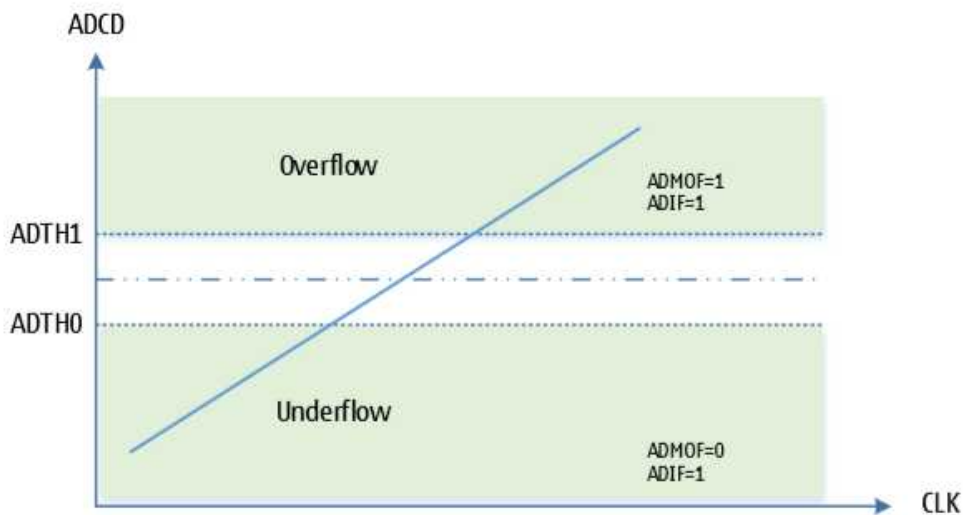 ADCD
Overflow
ADMOF=1
ADIF=1
ADTH1
ADTH0
Underflow
ADMOF=0
ADIF=1
CLK